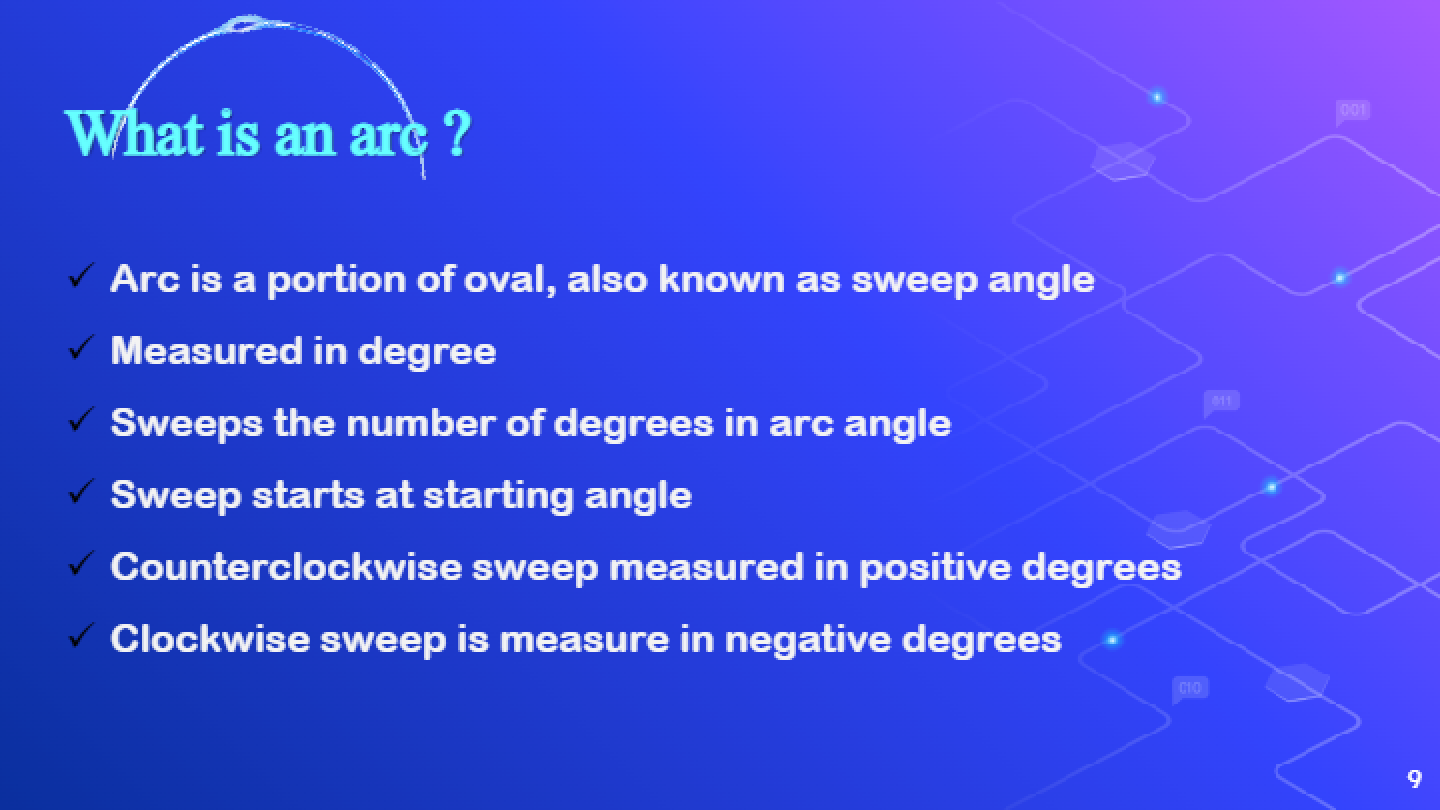 What is an arc ?
001
✓ Arc is a portion of oval, also known as sweep angle
✓ Measured in degree
011
✓ Sweeps the number of degrees in arc angle
✓ Sweep starts at starting angle
✓ Counterclockwise sweep measured in positive degrees
✓ Clockwise sweep is measure in negative degrees
010
9